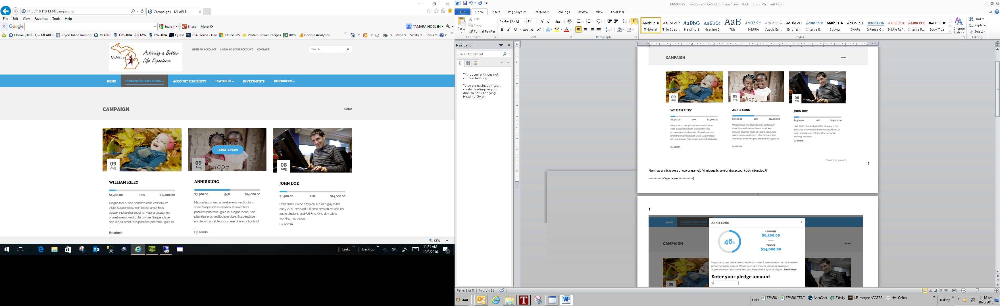 http://10.110.13.14/campaigns/
Campaigns – MI ABLE
File Edit View Favorites Tools Help
Google
Search
Share
More »
TAMARA HOGLEN
Home (Default) – MI ABLE
PryorOnlineTraining
MIABLE
FPS-JIRA
MW
BW-JIRA
Quest
TSA Home - Dev
Office 365
Protein Power Recipes
B&N
Google Analytics
Page Safety Tools
MiABLE
Achieving a Better
Life Experience
OPEN AN ACCOUNT LOGIN TO YOUR ACCOUNT CONTACT
Search..
HOME DONATION CAMPAIGNS ACCOUNT ELIGIBILITY FEATURES INVESTMENTS RESOURCES
CAMPAIGN
HOME
09
Aug
DONATE NOW
HOPE
09
Aug
08
Aug
WILLIAM RILEY
$1,400.00 10% $14,000.00
Magna lacus, nec pharetra eros vestibulum
vitae. Suspendisse non leo sit amet felis
posuere pharetra ligula id. Magna lacus, nec
pharetra eros vestibulum vitae. Suspendisse
non leo sit amet felis posuere pharetra ligula id.
...
By admin
ANNIE SUNG
$7,500.00 54% $14,000.00
Magna lacus, nec pharetra eros vestibulum
vitae. Suspendisse non leo sit amet felis
posuere pharetra ligula id. Magna lacus, nec
pharetra eros vestibulum vitae. Suspendisse
non leo sit amet felis posuere pharetra ligula id.
...
By admin
JOHN DOE
$1,500.00 11% $14,000.00
Until 2008, I lived a typical life of a guy in his
early 20's. I worked full time, was an off and on
again student, and felt fine. One day while
working, my vision ...
By admin
75%
Links » Desktop »
11:21 AM
10/3/2016
6
MiABLE Registration and Crowd Funding Screen Shots.docx - Microsoft Word
File Home Insert Page Layout References Mailings Review View Foxit PDF
Paste
Cut
Copy
Format Painter
Clipboard
Calibri (Body) 11
Font
Paragraph
¶ Normal
¶ No Spaci...
Heading 1
Heading 2
Title
Subtitle
Subtle Em...
Emphasis
Intense E...
Strong
Quote
Intense Q...
Subtle Ref...
Intense R...
Book Title
Styles
Change
Styles
Find
Replace
Select
Editing
Navigation
Search Document
This document does not
contain headings.
To create navigation tabs,
create headings in your
document by applying
Heading Styles.
CAMPAIGN
HOME
09
Aug
09
Aug
HOPE
08
Aug
WILLIAM RILEY
$1,400.00 10% $14,000.00
Magna lacus, nec pharetra eros vestibulum
vitae. Suspendisse non leo sit amet felis
posuere pharetra ligula id. Magna lacus, nec
pharetra eros vestibulum vitae. Suspendisse
non leo sit amet felis posuere pharetra ligula id.
By admin
ANNIE SUNG
$6,500.00 46% $14,000.00
Magna lacus, nec pharetra eros vestibulum
vitae. Suspendisse non leo sit amet felis
posuere pharetra ligula id. Magna lacus, nec
pharetra eros vestibulum vitae. Suspendisse
non leo sit amet felis posuere pharetra ligula id.
By admin
JOHN DOE
$1,500.00 11% $14,000.00
Until 2008, I lived a typical life of a guy in his
early 20's. I worked full time, was an off and on
again student, and felt fine. One day while
working, my vision ...
By admin
Showing all 3 results
¶
Next, user clicks on a photo or name of the beneficiary for the account being funded.¶
Page Break¶
¶
HOME DONATION CAMPAIGNS
ANNIE SUNG
46%
CURRENT
$6,500.00
TARGET
$14,000.00
CAMPAIGN
HOME
Magna lacus, nec pharetra eros vestibulum vitae. Suspendisse non leo sit amet felis
posuere pharetra ligula id. Magna lacus, nec pharetra eros vestibulum vitae.
Suspendisse non leo sit amet felis posuere pharetra ligula id. Magna ... Read more
Enter your pledge amount
$
09
Page: 1 of 5 Words: 21
80%
Start
Links EPARS EPARS TEST AccuConf Fidelity J.P. Morgan ACCESS MW Online » Desktop »
11:19 AM
10/3/2016